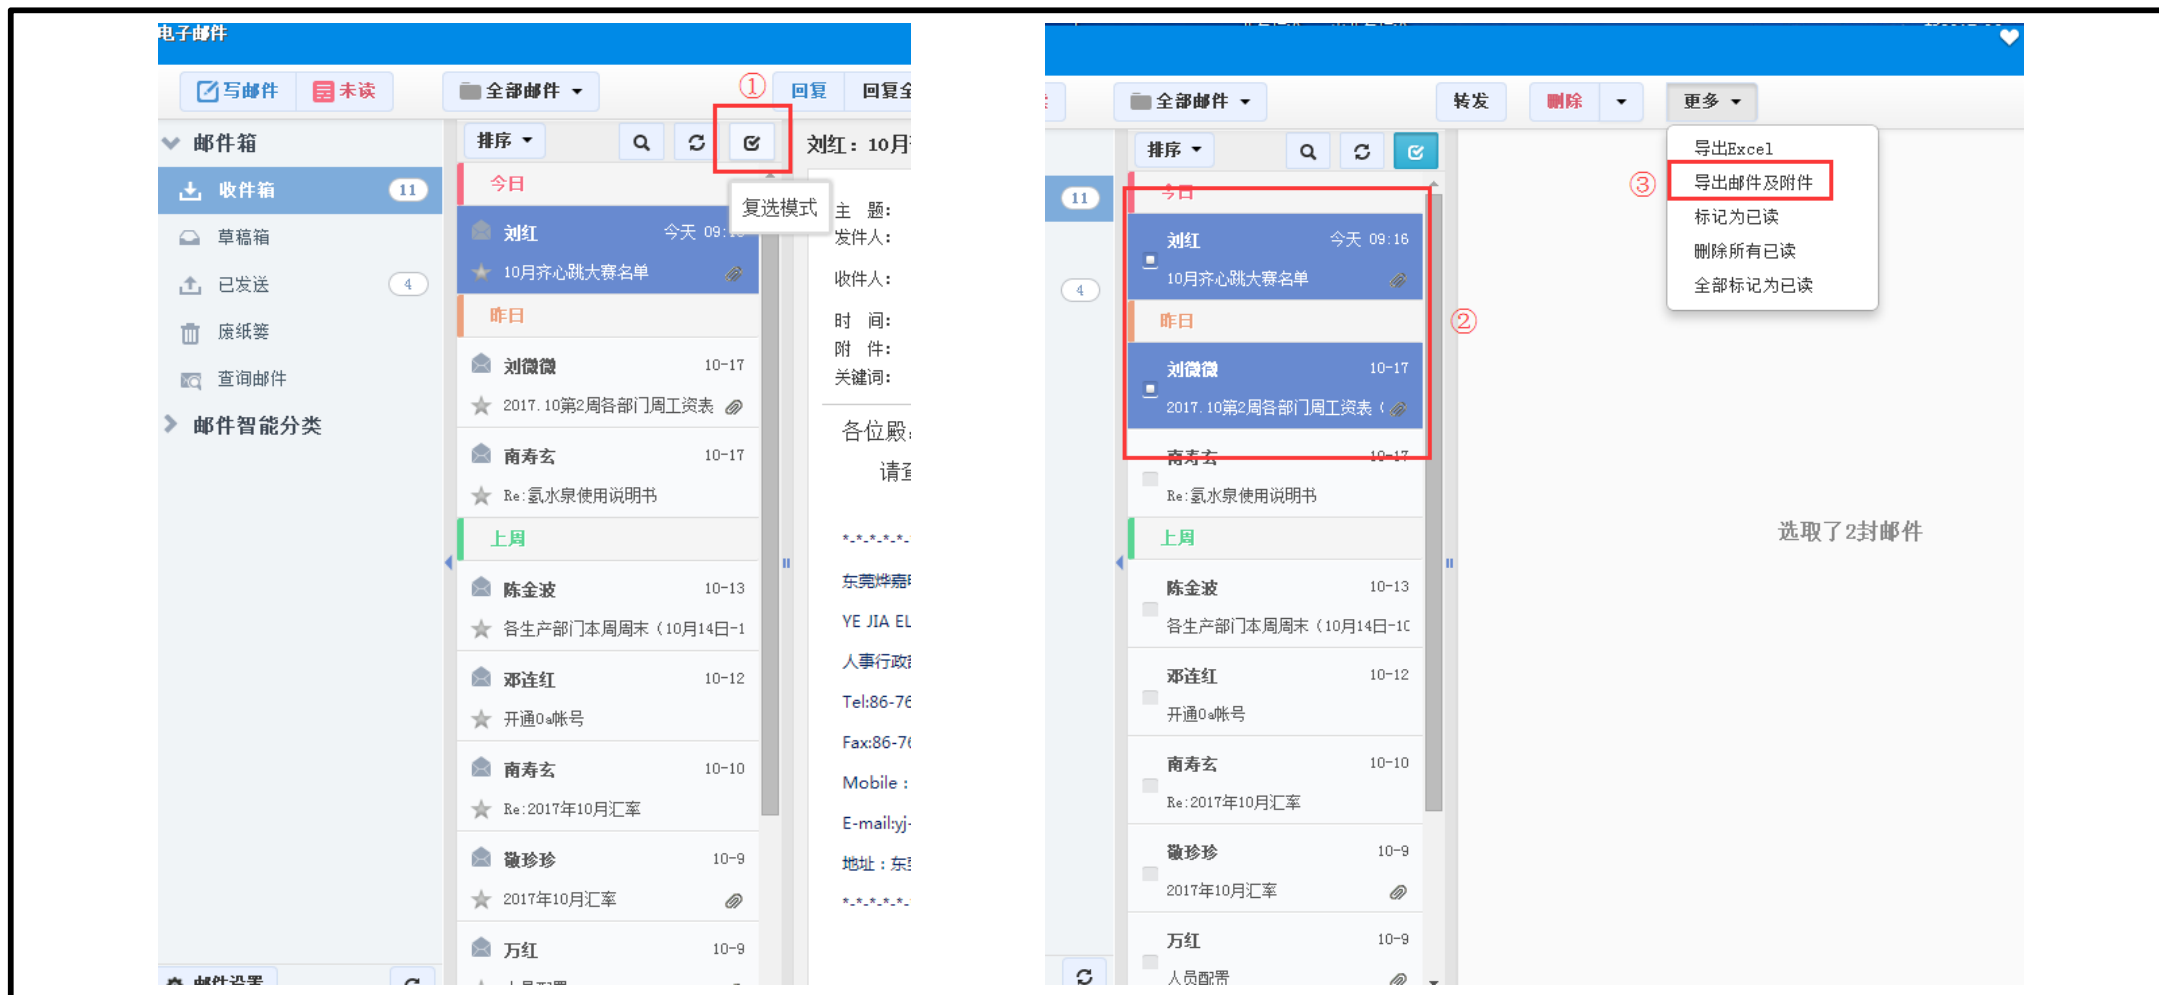 电子邮件
写邮件
未读
全部邮件
①
回复
邮件箱
收件箱
11
草稿箱
已发送
4
废纸篓
查询邮件
邮件智能分类
排序
复选模式
今日
刘红
今天 09:
10月齐心跳大赛名单
昨日
刘微微
10-17
2017.10第2周各部门周工资表
南寿玄
10-17
Re:氢水泉使用说明书
上周
陈金波
10-13
各生产部门本周周末（10月14日-1
邓连红
10-12
开通Oa帐号
南寿玄
10-10
Re:2017年10月汇率
敬珍珍
10-9
2017年10月汇率
万红
10-9
刘红: 10月
主 题:
发件人:
收件人:
时 间:
附 件:
关键词:
各位殿
请
*-*-*-*-*-
YE JIA EL
人事行政
Tel:86-76
Fax:86-76
Mobile :
E-mail:yj-
地址：东
*-*-*-*-*-
全部邮件
转发
删除
更多
排序
11
4
今日
刘红
今天 09:16
10月齐心跳大赛名单
昨日
②
刘微微
10-17
2017.10第2周各部门周工资表（
南寿玄
10-17
Re:氢水泉使用说明书
上周
陈金波
10-13
各生产部门本周周末（10月14日-10
邓连红
10-12
开通Oa帐号
南寿玄
10-10
Re:2017年10月汇率
敬珍珍
10-9
2017年10月汇率
万红
10-9
人员配置
导出Excel
③
导出邮件及附件
标记为已读
删除所有已读
全部标记为已读
选取了2封邮件